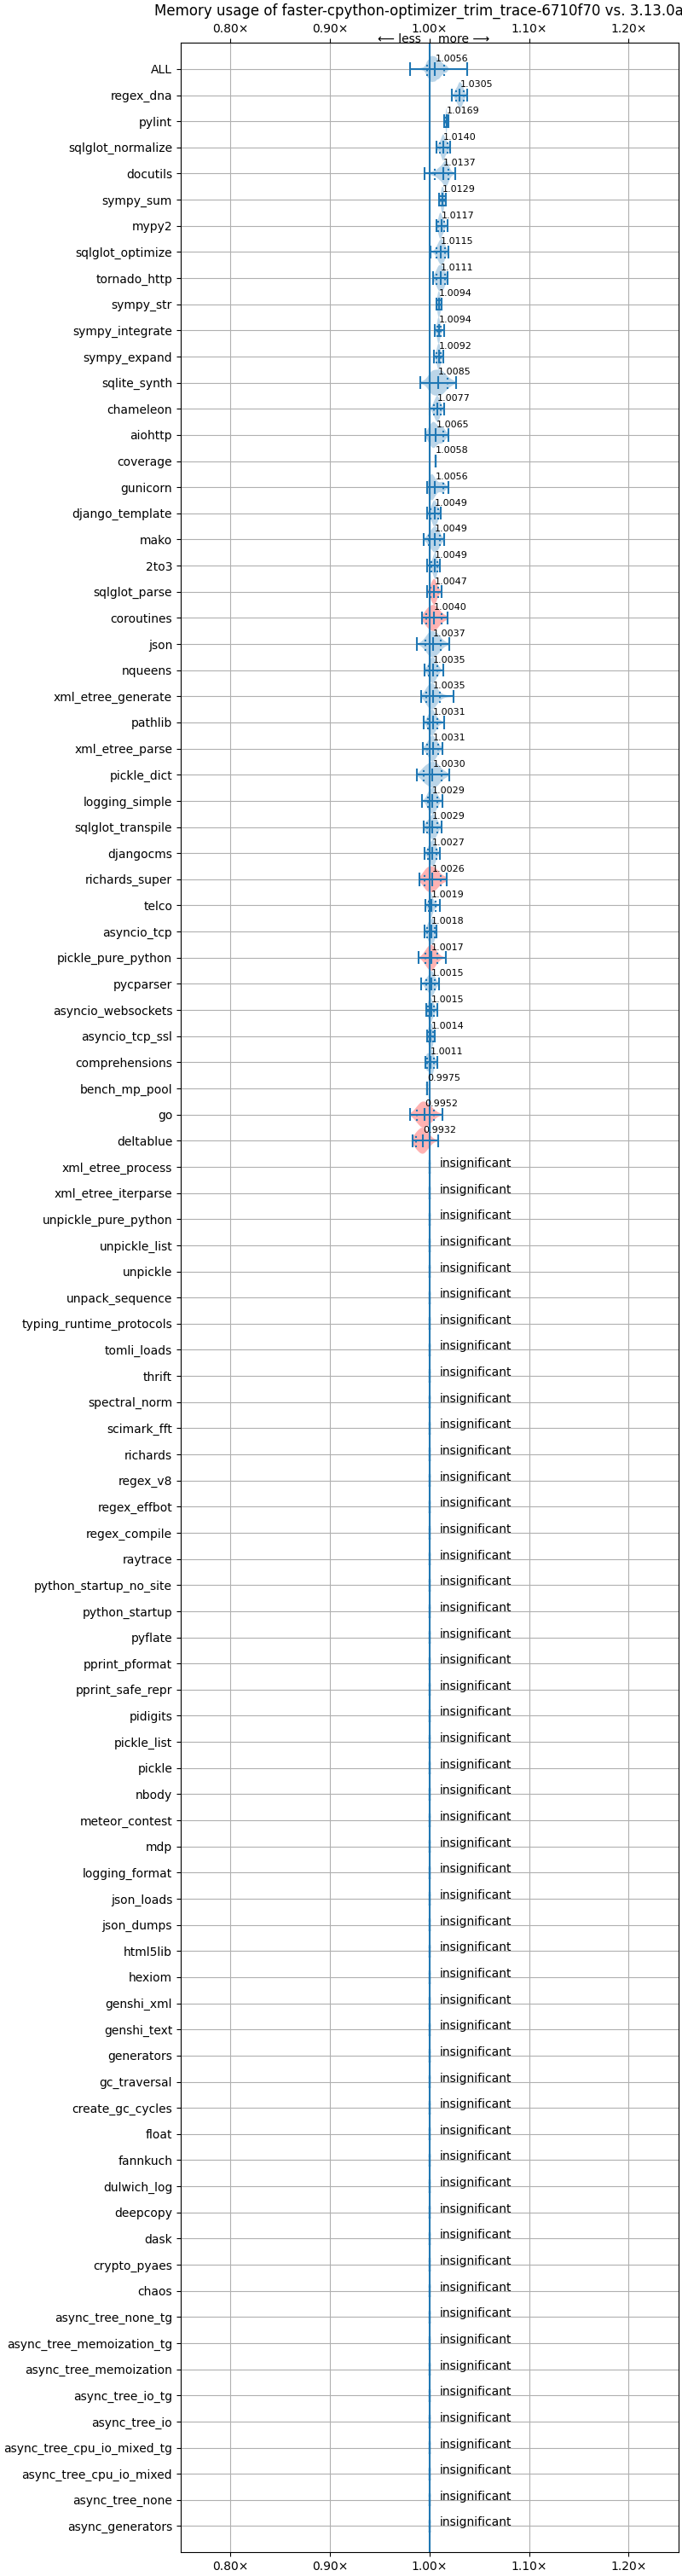 Memory usage of faster-cpython-optimizer_trim_trace-6710f70 vs. 3.13.0a
0.80× 0.90× 1.00× 1.10× 1.20×
⟵ less more ⟶
ALL 1.0056
regex_dna 1.0305
pylint 1.0169
sqlglot_normalize 1.0140
docutils 1.0137
sympy_sum 1.0129
mypy2 1.0117
sqlglot_optimize 1.0115
tornado_http 1.0111
sympy_str 1.0094
sympy_integrate 1.0094
sympy_expand 1.0092
sqlite_synth 1.0085
chameleon 1.0077
aiohttp 1.0065
coverage 1.0058
gunicorn 1.0056
django_template 1.0049
mako 1.0049
2to3 1.0049
sqlglot_parse 1.0047
coroutines 1.0040
json 1.0037
nqueens 1.0035
xml_etree_generate 1.0035
pathlib 1.0031
xml_etree_parse 1.0031
pickle_dict 1.0030
logging_simple 1.0029
sqlglot_transpile 1.0029
djangocms 1.0027
richards_super 1.0026
telco 1.0019
asyncio_tcp 1.0018
pickle_pure_python 1.0017
pycparser 1.0015
asyncio_websockets 1.0015
asyncio_tcp_ssl 1.0014
comprehensions 1.0011
bench_mp_pool 0.9975
go 0.9952
deltablue 0.9932
xml_etree_process insignificant
xml_etree_iterparse insignificant
unpickle_pure_python insignificant
unpickle_list insignificant
unpickle insignificant
unpack_sequence insignificant
typing_runtime_protocols insignificant
tomli_loads insignificant
thrift insignificant
spectral_norm insignificant
scimark_fft insignificant
richards insignificant
regex_v8 insignificant
regex_effbot insignificant
regex_compile insignificant
raytrace insignificant
python_startup_no_site insignificant
python_startup insignificant
pyflate insignificant
pprint_pformat insignificant
pprint_safe_repr insignificant
pidigits insignificant
pickle_list insignificant
pickle insignificant
nbody insignificant
meteor_contest insignificant
mdp insignificant
logging_format insignificant
json_loads insignificant
json_dumps insignificant
html5lib insignificant
hexiom insignificant
genshi_xml insignificant
genshi_text insignificant
generators insignificant
gc_traversal insignificant
create_gc_cycles insignificant
float insignificant
fannkuch insignificant
dulwich_log insignificant
deepcopy insignificant
dask insignificant
crypto_pyaes insignificant
chaos insignificant
async_tree_none_tg insignificant
async_tree_memoization_tg insignificant
async_tree_memoization insignificant
async_tree_io_tg insignificant
async_tree_io insignificant
async_tree_cpu_io_mixed_tg insignificant
async_tree_cpu_io_mixed insignificant
async_tree_none insignificant
async_generators insignificant
0.80× 0.90× 1.00× 1.10× 1.20×